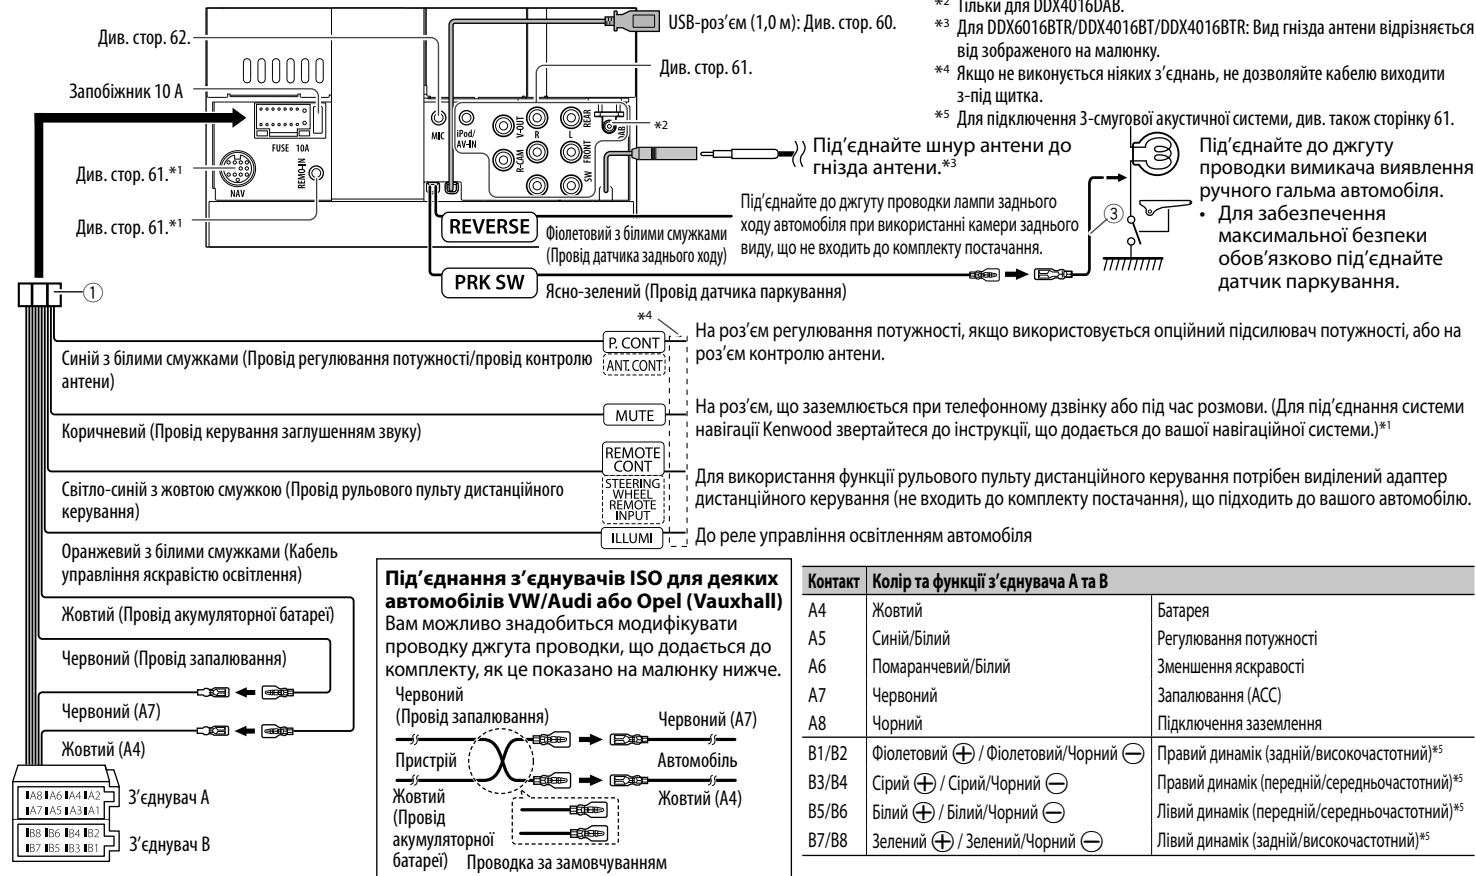 *2 Тільки для DDX4016DAB.
*3 Для DDX6016BTR/DDX4016BT/DDX4016BTR: Вид гнізда антени відрізняється
від зображеного на малюнку.
*4 Якщо не виконується ніяких з’єднань, не дозволяйте кабелю виходити
з-під щитка.
*5 Для підключення 3-смугової акустичної системи, див. також сторінку 61.
USB-роз’єм (1,0 м): Див. стор. 60.
Див. стор. 62.
Див. стор. 61.
Запобіжник 10 А
FUSE 10A
MIC
iPod/
AV-IN
V-OUT
R-CAM
R
L
REAR
FRONT
SW
DAB
*2
NAV
REMO-IN
Див. стор. 61.*1
Див. стор. 61.*1
Під’єднайте шнур антени до
гнізда антени.*3
Під’єднайте до джгуту
проводки вимикача виявлення
ручного гальма автомобіля.
• Для забезпечення
максимальної безпеки
обов’язково під’єднайте
датчик паркування.
REVERSE
Фіолетовий з білими смужками
(Провід датчика заднього ходу)
Під’єднайте до джгуту проводки лампи заднього
ходу автомобіля при використанні камери заднього
виду, що не входить до комплекту постачання.
3
PRK SW
Ясно-зелений (Провід датчика паркування)
1
*4
P. CONT
ANT. CONT
Синій з білими смужками (Провід регулювання потужності/провід контролю
антени)
На роз’єм регулювання потужності, якщо використовується опційний підсилювач потужності, або на
роз’єм контролю антени.
MUTE
Коричневий (Провід керування заглушенням звуку)
На роз’єм, що заземлюється при телефонному дзвінку або під час розмови. (Для під’єднання системи
навігації Kenwood звертайтеся до інструкції, що додається до вашої навігаційної системи.)*1
REMOTE
CONT
STEERING
WHEEL
REMOTE
INPUT
Світло-синій з жовтою смужкою (Провід рульового пульту дистанційного
керування)
Для використання функції рульового пульту дистанційного керування потрібен виділений адаптер
дистанційного керування (не входить до комплекту постачання), що підходить до вашого автомобілю.
ILLUMI
До реле управління освітленням автомобіля
Оранжевий з білими смужками (Кабель
управління яскравістю освітлення)
Жовтий (Провід акумуляторної батареї)
Червоний (Провід запалювання)
Червоний (A7)
Жовтий (A4)
A8 A6 A4 A2
A7 A5 A3 A1
З’єднувач A
B8 B6 B4 B2
B7 B5 B3 B1
З’єднувач B
Під’єднання з’єднувачів ISO для деяких
автомобілів VW/Audi або Opel (Vauxhall)
Вам можливо знадобиться модифікувати
проводку джгута проводки, що додається до
комплекту, як це показано на малюнку нижче.
Червоний
(Провід запалювання)
Червоний (A7)
Пристрій
Автомобіль
Жовтий
(Провід
акумуляторної
батареї)
Жовтий (A4)
Проводка за замовчуванням
Контакт Колір та функції з’єднувача A та B
A4 Жовтий Батарея
A5 Синій/Білий Регулювання потужності
A6 Помаранчевий/Білий Зменшення яскравості
A7 Червоний Запалювання (ACC)
A8 Чорний Підключення заземлення
B1/B2 Фіолетовий ⊕ / Фіолетовий/Чорний ⊖ Правий динамік (задній/високочастотний)*5
B3/B4 Сірий ⊕ / Сірий/Чорний ⊖ Правий динамік (передній/середньочастотний)*5
B5/B6 Білий ⊕ / Білий/Чорний ⊖ Лівий динамік (передній/середньочастотний)*5
B7/B8 Зелений ⊕ / Зелений/Чорний ⊖ Лівий динамік (задній/високочастотний)*5